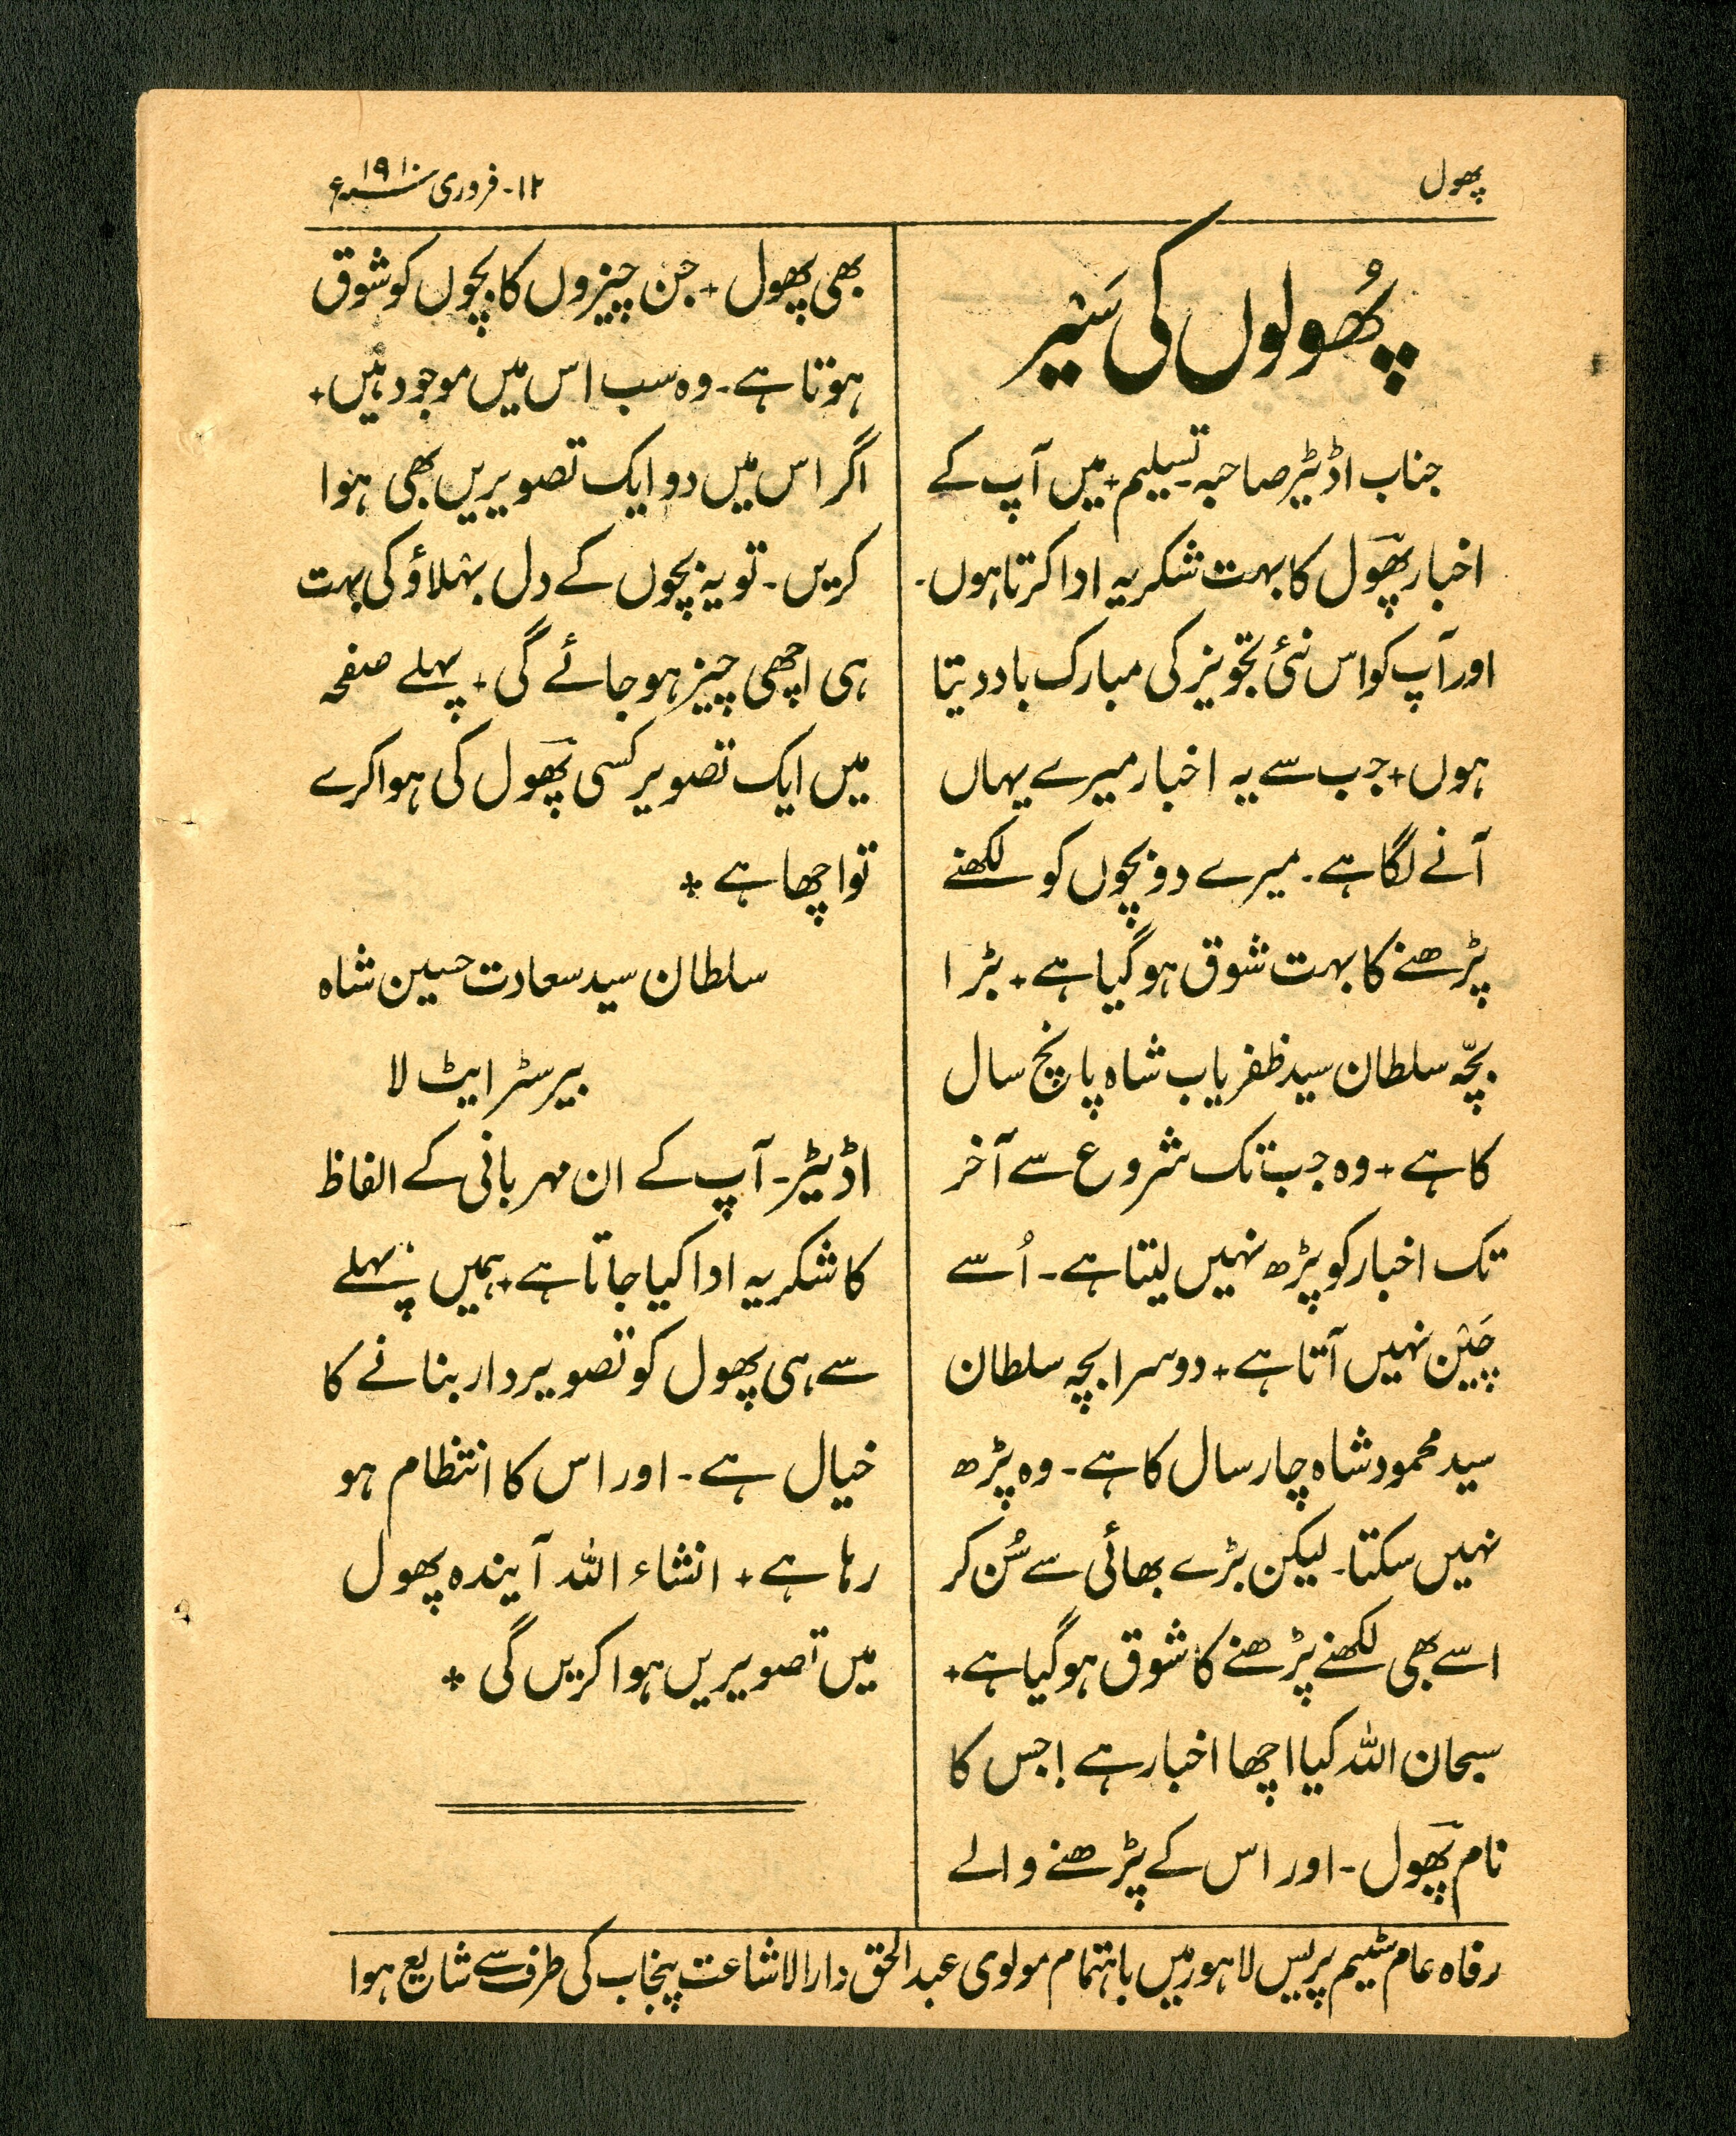 پھول
۱۲۔ فروری ۱۹۱۰ء
پھُولوں کی سَیر
جناب اڈیٹر صاحبہ تسلیم+ میں آپ کے
اخبار پھول کا بہت شکریہ ادا کرتا ہوں۔
اور آپ کو اس نئی تجویز کی مبارک باد دیتا
ہوں+ جب سے یہ اخبار میرے یہاں
آنے لگا ہے۔ میرے دو بچوں کو لکھنے
پڑھنے کا بہت شوق ہو گیا ہے+ بڑا
بچّہ سلطان سید ظفریاب شاہ پانچ سال
کا ہے+ وہ جب تک شروع سے آخر
تک اخبار کو پڑھ نہیں لیتا ہے۔ اُسے
چَین نہیں آتا ہے+ دوسرا بچہ سلطان
سید محمود شاہ چار سال کا ہے۔ وہ پڑھ
نہیں سکتا۔ لیکن بڑے بھائی سے سُن کر
اسے بھی لکھنے پڑھنے کا شوق ہو گیا ہے+
سبحان اللہ کیا اچھا اخبار ہے! جس کا
نام پھول۔ اور اس کے پڑھنے والے
بھی پھول+ جن چیزوں کا بچوں کو شوق
ہوتا ہے۔ وہ سب اس میں موجود ہیں+
اگر اس میں دو ایک تصویریں بھی ہوا
کریں۔ تو یہ بچوں کے دل بہلاؤ کی بہت
ہی اچھی چیز ہو جائے گی+ پہلے صفحہ
میں ایک تصویر کسی پھول کی ہوا کرے
تو اچھا ہے *
سلطان سید سعادت حسین شاہ
بیرسٹر ایٹ لا
اڈیٹر۔ آپ کے ان مہربانی کے الفاظ
کا شکریہ ادا کیا جاتا ہے+ ہمیں پہلے
سے ہی پھول کو تصویردار بنانے کا
خیال ہے۔ اور اس کا انتظام ہو
رہا ہے+ انشاء اللہ آیندہ پھول
میں تصویریں ہوا کریں گی *
رفاہ عام سٹیم پریس لاہور میں باہتمام مولوی عبدالحق دارالاشاعت پنجاب کی طرف سے شایع ہوا